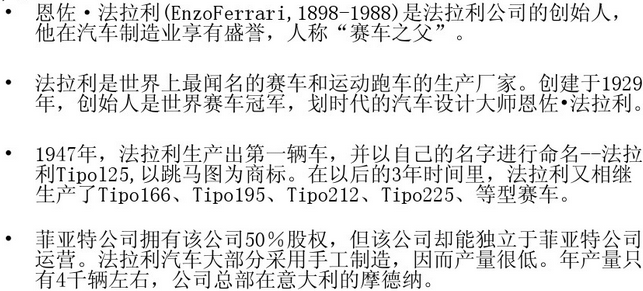 • 恩佐·法拉利(EnzoFerrari,1898-1988)是法拉利公司的创始人,
他在汽车制造业享有盛誉,人称“赛车之父”。
• 法拉利是世界上最闻名的赛车和运动跑车的生产厂家。创建于1929
年,创始人是世界赛车冠军,划时代的汽车设计大师恩佐•法拉利。
• 1947年,法拉利生产出第一辆车,并以自己的名字进行命名--法拉
利Tipo125,以跳马图为商标。在以后的3年时间里,法拉利又相继
生产了Tipo166、Tipo195、Tipo212、Tipo225、等型赛车。
• 菲亚特公司拥有该公司50%股权,但该公司却能独立于菲亚特公司
运营。法拉利汽车大部分采用手工制造,因而产量很低。年产量只
有4千辆左右,公司总部在意大利的摩德纳。